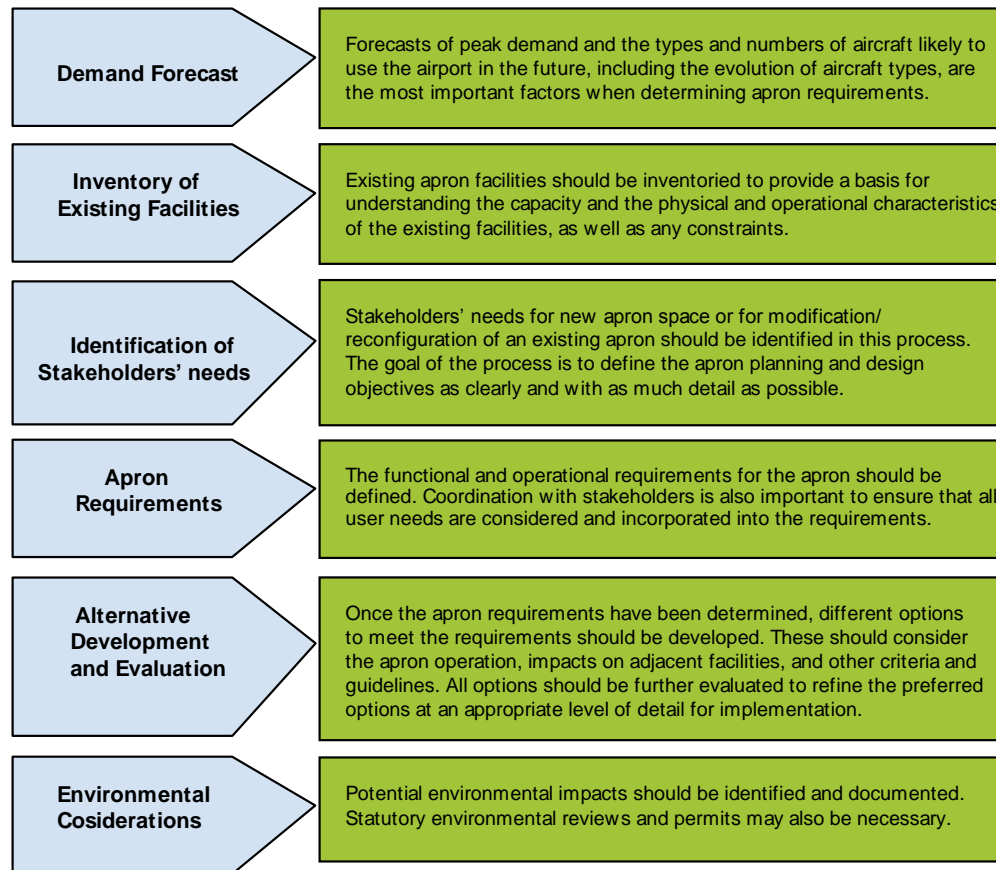 Demand Forecast
Forecasts of peak demand and the types and numbers of aircraft likely to
use the airport in the future, including the evolution of aircraft types, are
the most important factors when determining apron requirements.
Inventory of
Existing Facilities
Existing apron facilities should be inventoried to provide a basis for
understanding the capacity and the physical and operational characteristics
of the existing facilities, as well as any constraints.
Identification of
Stakeholders’ needs
Stakeholders’ needs for new apron space or for modification/
reconfiguration of an existing apron should be identified in this process.
The goal of the process is to define the apron planning and design
objectives as clearly and with as much detail as possible.
Apron
Requirements
The functional and operational requirements for the apron should be
defined. Coordination with stakeholders is also important to ensure that all
user needs are considered and incorporated into the requirements.
Alternative
Development
and Evaluation
Once the apron requirements have been determined, different options
to meet the requirements should be developed. These should consider
the apron operation, impacts on adjacent facilities, and other criteria and
guidelines. All options should be further evaluated to refine the preferred
options at an appropriate level of detail for implementation.
Environmental
Cosiderations
Potential environmental impacts should be identified and documented.
Statutory environmental reviews and permits may also be necessary.